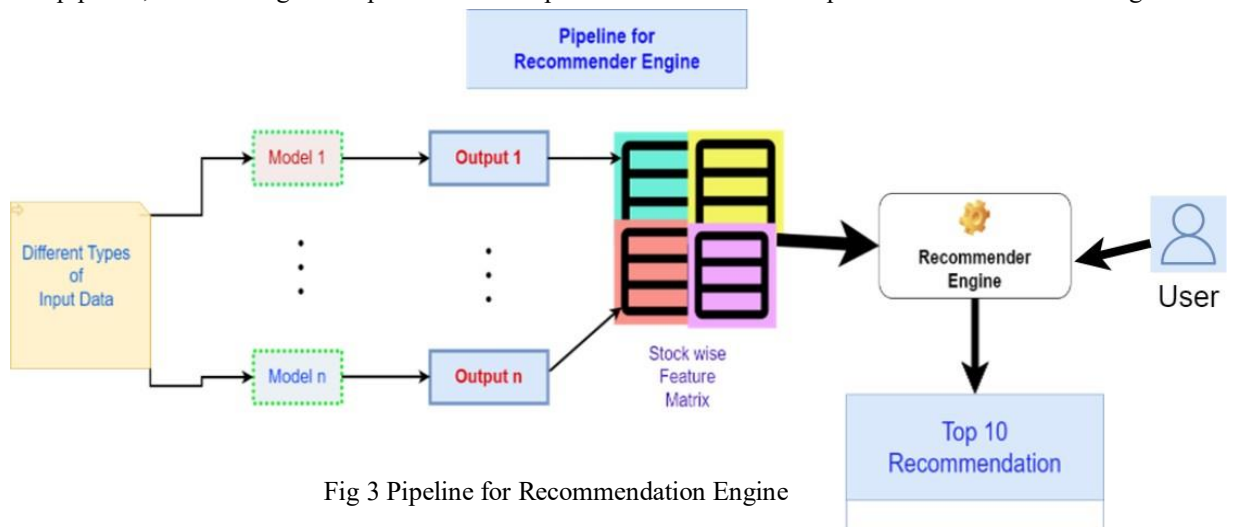 Pipeline for
Recommender Engine
Model 1
Output 1
Different Types
of
Input Data
Recommender
Engine
User
Model n
Output n
Stock wise
Feature
Matrix
Top 10
Recommendation
Fig 3 Pipeline for Recommendation Engine